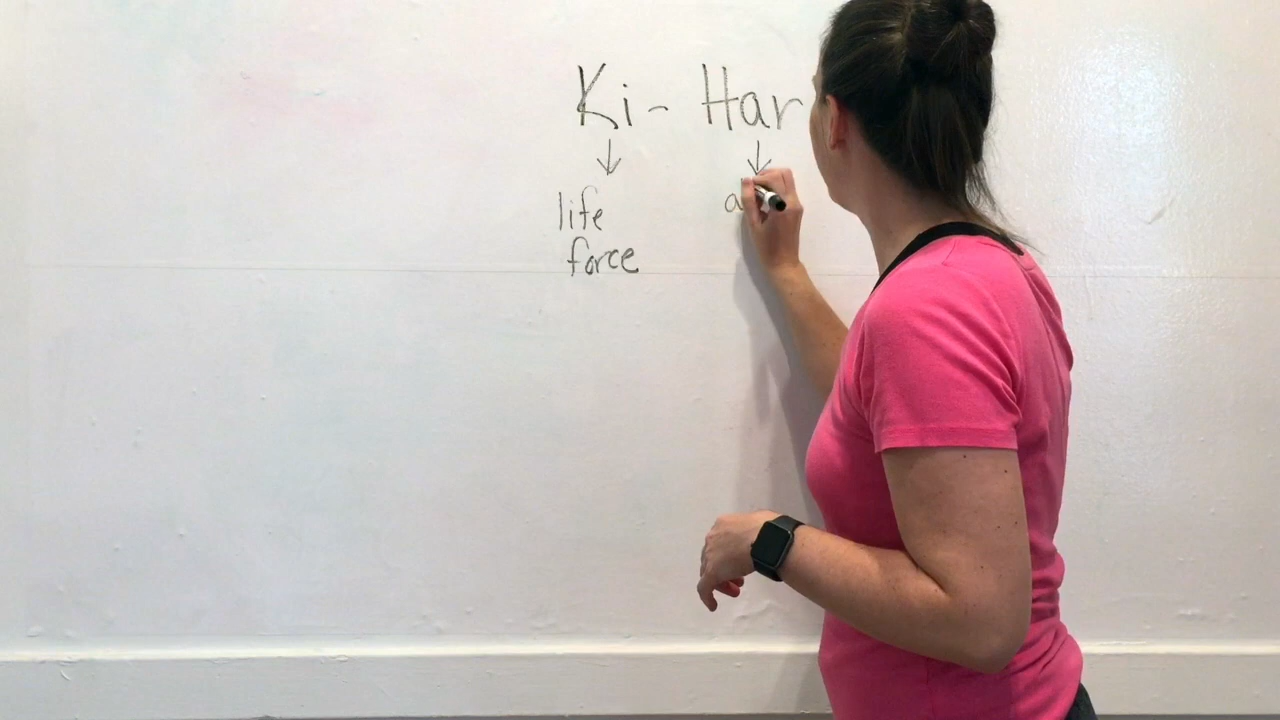 Ki - Har
↓ ↓
life a
force